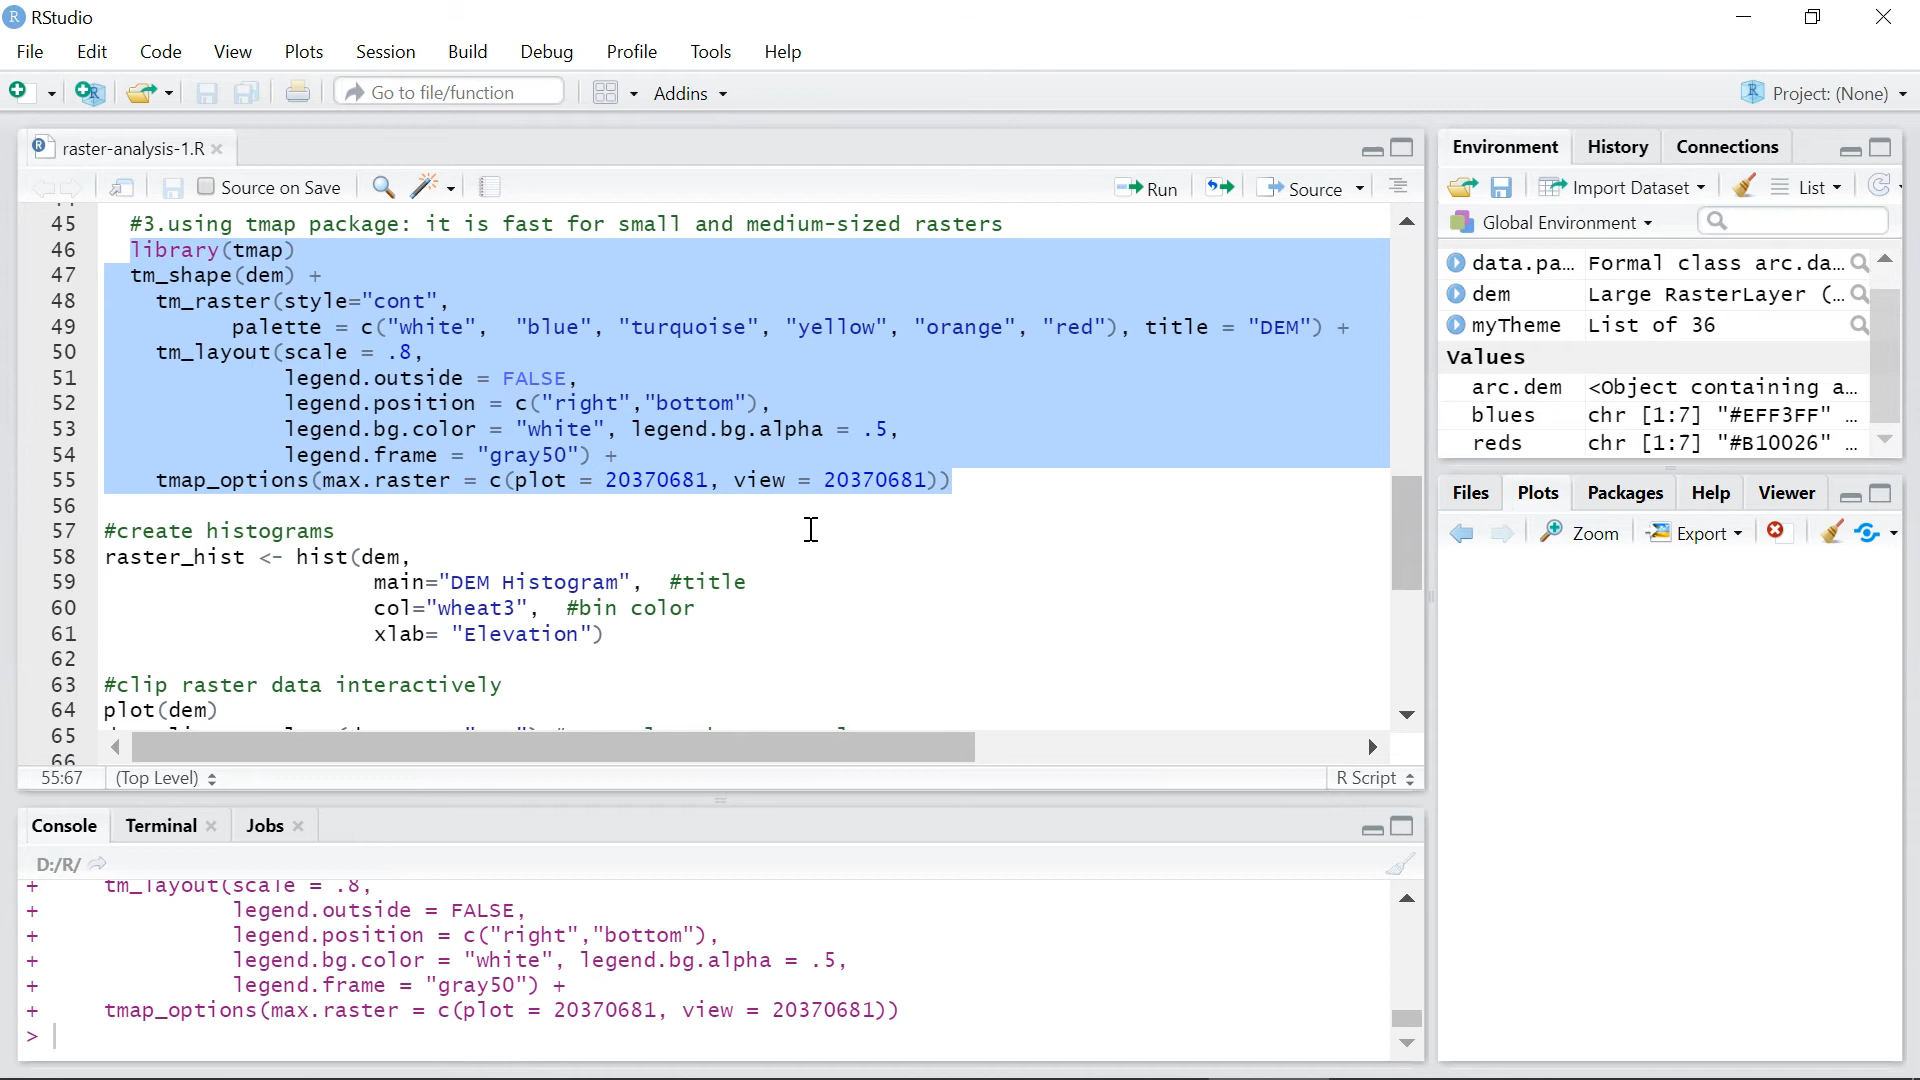 RStudio
File Edit Code View Plots Session Build Debug Profile Tools Help
Go to file/function Addins Project: (None)
raster-analysis-1.R
Source on Save Run Source
45 #3.using tmap package: it is fast for small and medium-sized rasters
46 library(tmap)
47 tm_shape(dem) +
48 tm_raster(style="cont",
49 palette = c("white", "blue", "turquoise", "yellow", "orange", "red"), title = "DEM") +
50 tm_layout(scale = .8,
51 legend.outside = FALSE,
52 legend.position = c("right","bottom"),
53 legend.bg.color = "white", legend.bg.alpha = .5,
54 legend.frame = "gray50") +
55 tmap_options(max.raster = c(plot = 20370681, view = 20370681))
56
57 #create histograms
58 raster_hist <- hist(dem,
59 main="DEM Histogram", #title
60 col="wheat3", #bin color
61 xlab= "Elevation")
62
63 #clip raster data interactively
64 plot(dem)
65
66
55:67 (Top Level) R Script
Console Terminal Jobs
D:/R/
+ tm_layout(scale = .8,
+ legend.outside = FALSE,
+ legend.position = c("right","bottom"),
+ legend.bg.color = "white", legend.bg.alpha = .5,
+ legend.frame = "gray50") +
+ tmap_options(max.raster = c(plot = 20370681, view = 20370681))
>
Environment History Connections
Import Dataset List
Global Environment
data.pa… Formal class arc.da…
dem Large RasterLayer (…
myTheme List of 36
Values
arc.dem <Object containing a…
blues chr [1:7] "#EFF3FF" …
reds chr [1:7] "#B10026" …
Files Plots Packages Help Viewer
Zoom Export